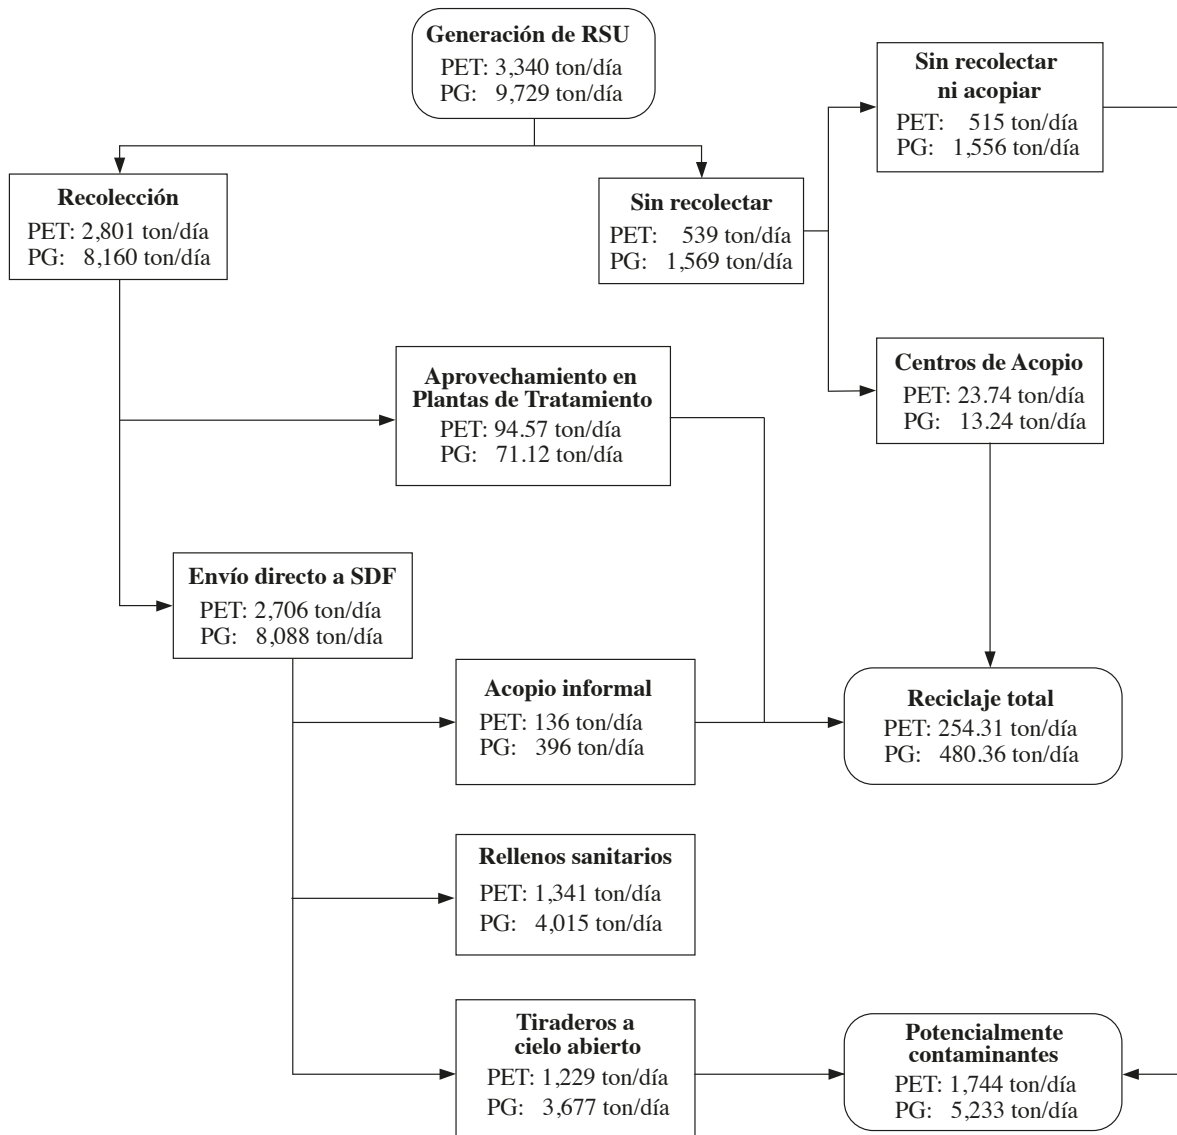 Generación de RSU
PET: 3,340 ton/día
PG: 9,729 ton/día
Sin recolectar
ni acopiar
PET: 515 ton/día
PG: 1,556 ton/día
Recolección
PET: 2,801 ton/día
PG: 8,160 ton/día
Sin recolectar
PET: 539 ton/día
PG: 1,569 ton/día
Aprovechamiento en
Plantas de Tratamiento
PET: 94.57 ton/día
PG: 71.12 ton/día
Centros de Acopio
PET: 23.74 ton/día
PG: 13.24 ton/día
Envío directo a SDF
PET: 2,706 ton/día
PG: 8,088 ton/día
Acopio informal
PET: 136 ton/día
PG: 396 ton/día
Reciclaje total
PET: 254.31 ton/día
PG: 480.36 ton/día
Rellenos sanitarios
PET: 1,341 ton/día
PG: 4,015 ton/día
Tiraderos a
cielo abierto
PET: 1,229 ton/día
PG: 3,677 ton/día
Potencialmente
contaminantes
PET: 1,744 ton/día
PG: 5,233 ton/día